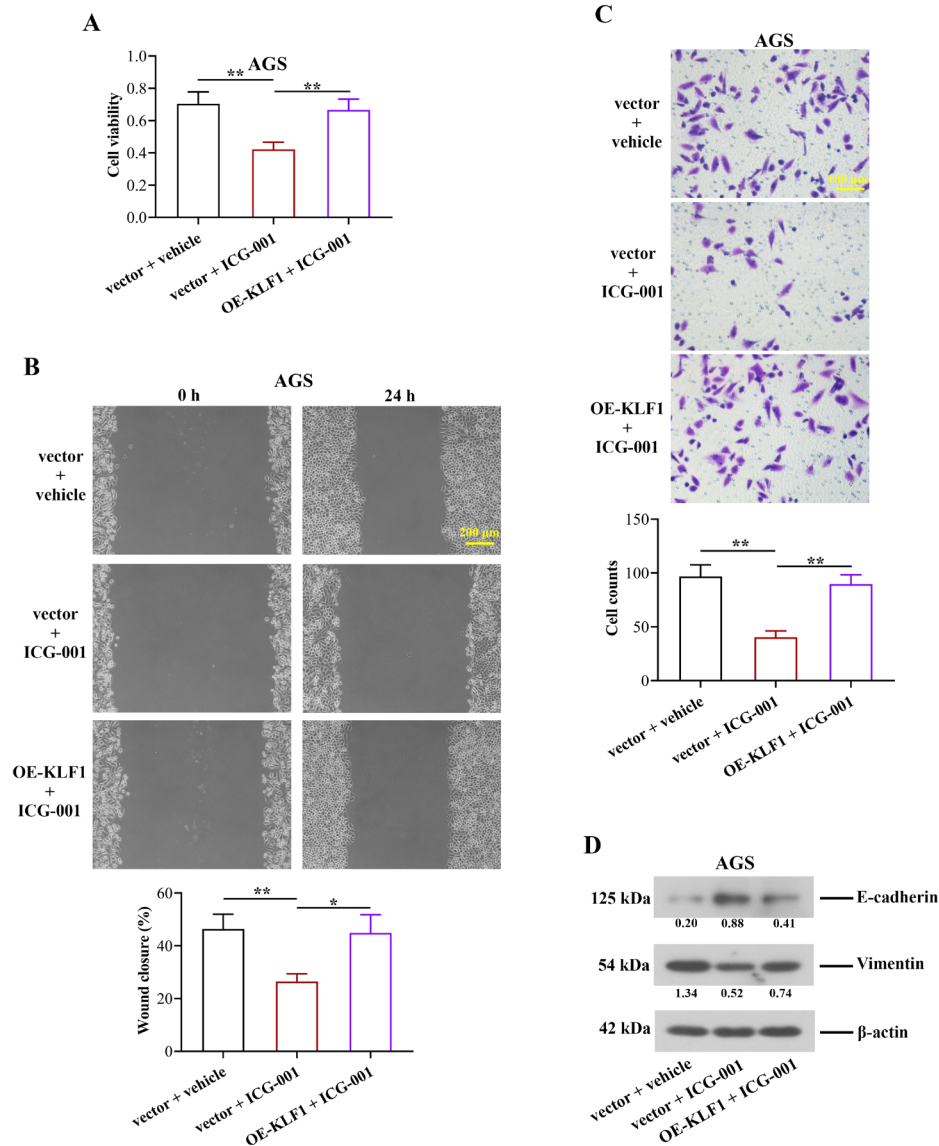 A
AGS
**
**
Cell viability
1.0
0.8
0.6
0.4
0.2
0.0
vector + vehicle
vector + ICG-001
OE-KLF1 + ICG-001
B
AGS
0 h
24 h
vector
+
vehicle
200 μm
vector
+
ICG-001
OE-KLF1
+
ICG-001
**
*
Wound closure (%)
60
40
20
0
vector + vehicle
vector + ICG-001
OE-KLF1 + ICG-001
C
AGS
vector
+
vehicle
μm
vector
+
ICG-001
OE-KLF1
+
ICG-001
**
**
Cell counts
150
100
50
0
vector + vehicle
vector + ICG-001
OE-KLF1 + ICG-001
D
AGS
125 kDa
E-cadherin
0.20 0.88 0.41
54 kDa
Vimentin
1.34 0.52 0.74
42 kDa
β-actin
vector + vehicle
vector + ICG-001
OE-KLF1 + ICG-001